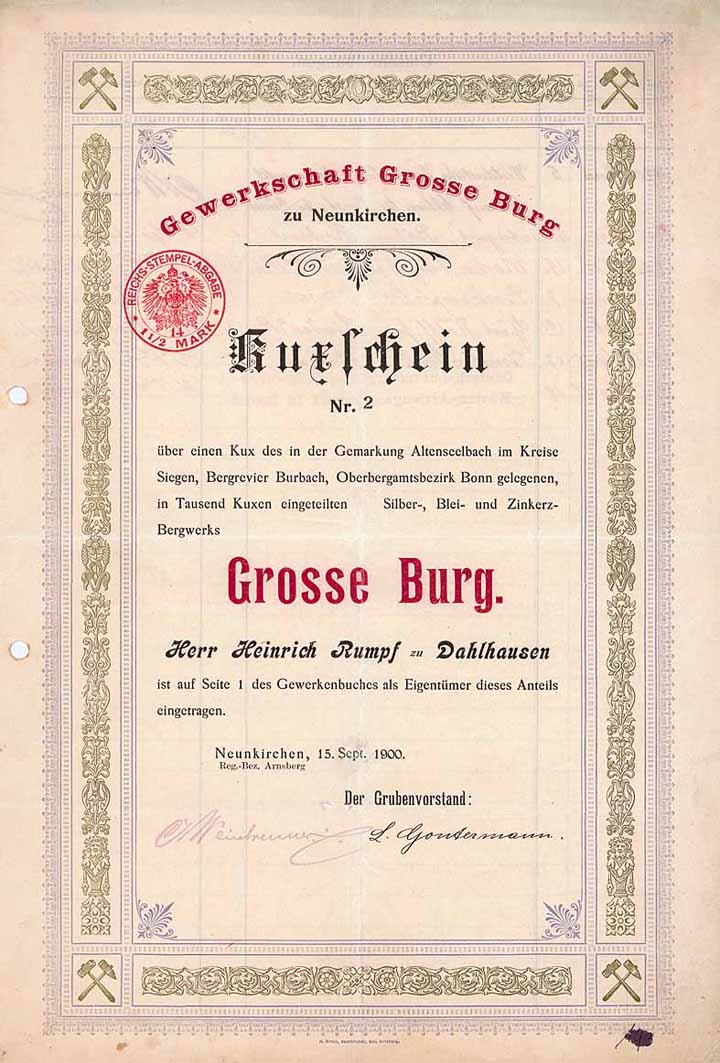 Gewerkschaft Grosse Burg
zu Neunkirchen.
REICHS-STEMPEL-ABGABE
14
* 1 1/2 MARK *
Kuxſchein
Nr. 2
über einen Kux des in der Gemarkung Altenseelbach im Kreise
Siegen, Bergrevier Burbach, Oberbergamtsbezirk Bonn gelegenen,
in Tausend Kuxen eingeteilten Silber-, Blei- und Zinkerz-
Bergwerks
Grosse Burg.
Herr Heinrich Rumpf zu Dahlhausen
ist auf Seite 1 des Gewerkenbuches als Eigentümer dieses Anteils
eingetragen.
Neunkirchen, 15. Sept. 1900.
Reg.-Bez. Arnsberg
Der Grubenvorstand:
Weinbrenner L. Gontermann.